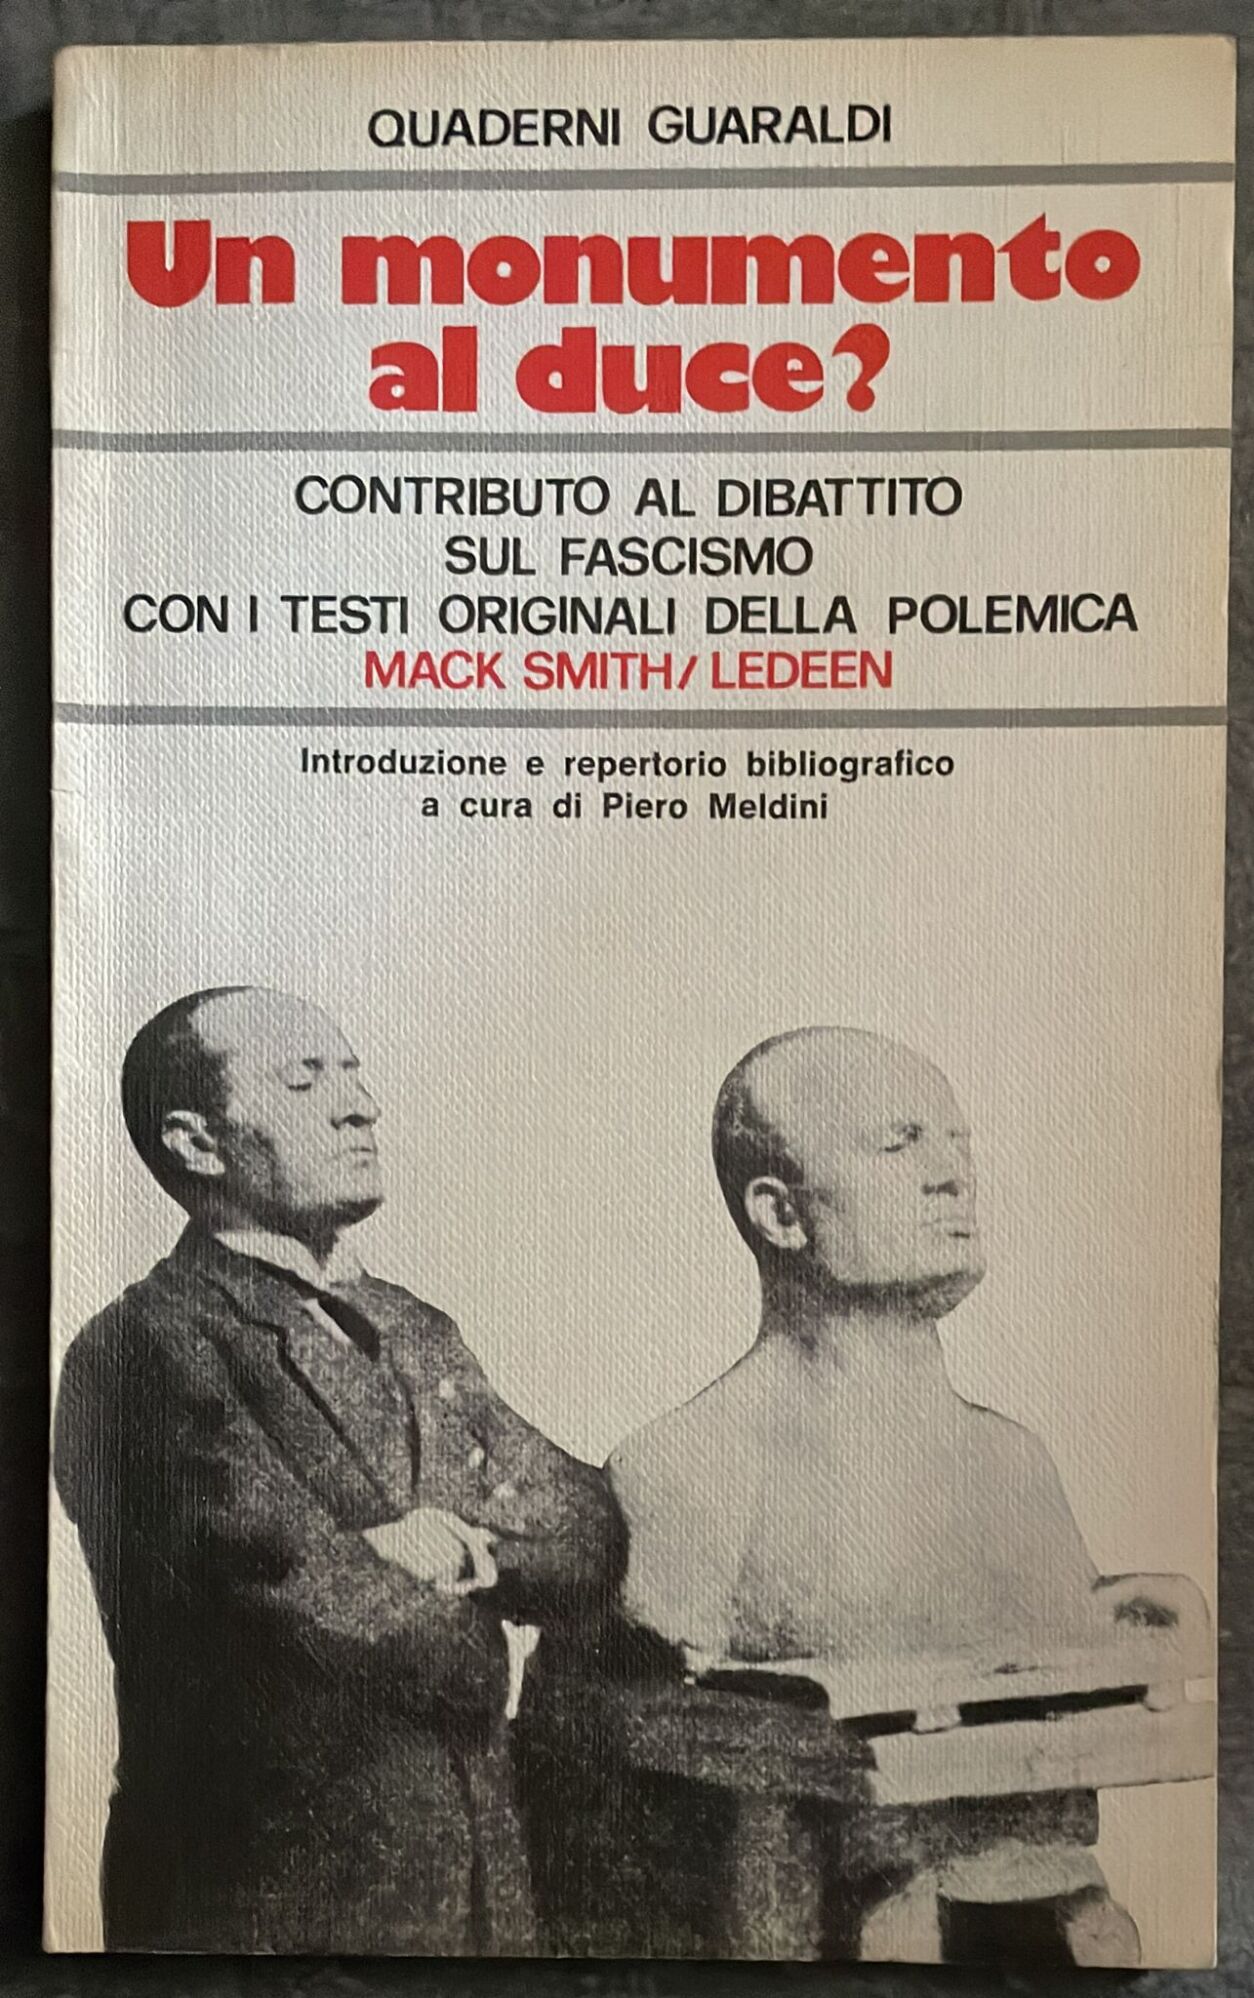 QUADERNI GUARALDI
Un monumento
al duce?
CONTRIBUTO AL DIBATTITO
SUL FASCISMO
CON I TESTI ORIGINALI DELLA POLEMICA
MACK SMITH/LEDEEN
Introduzione e repertorio bibliografico
a cura di Piero Meldini